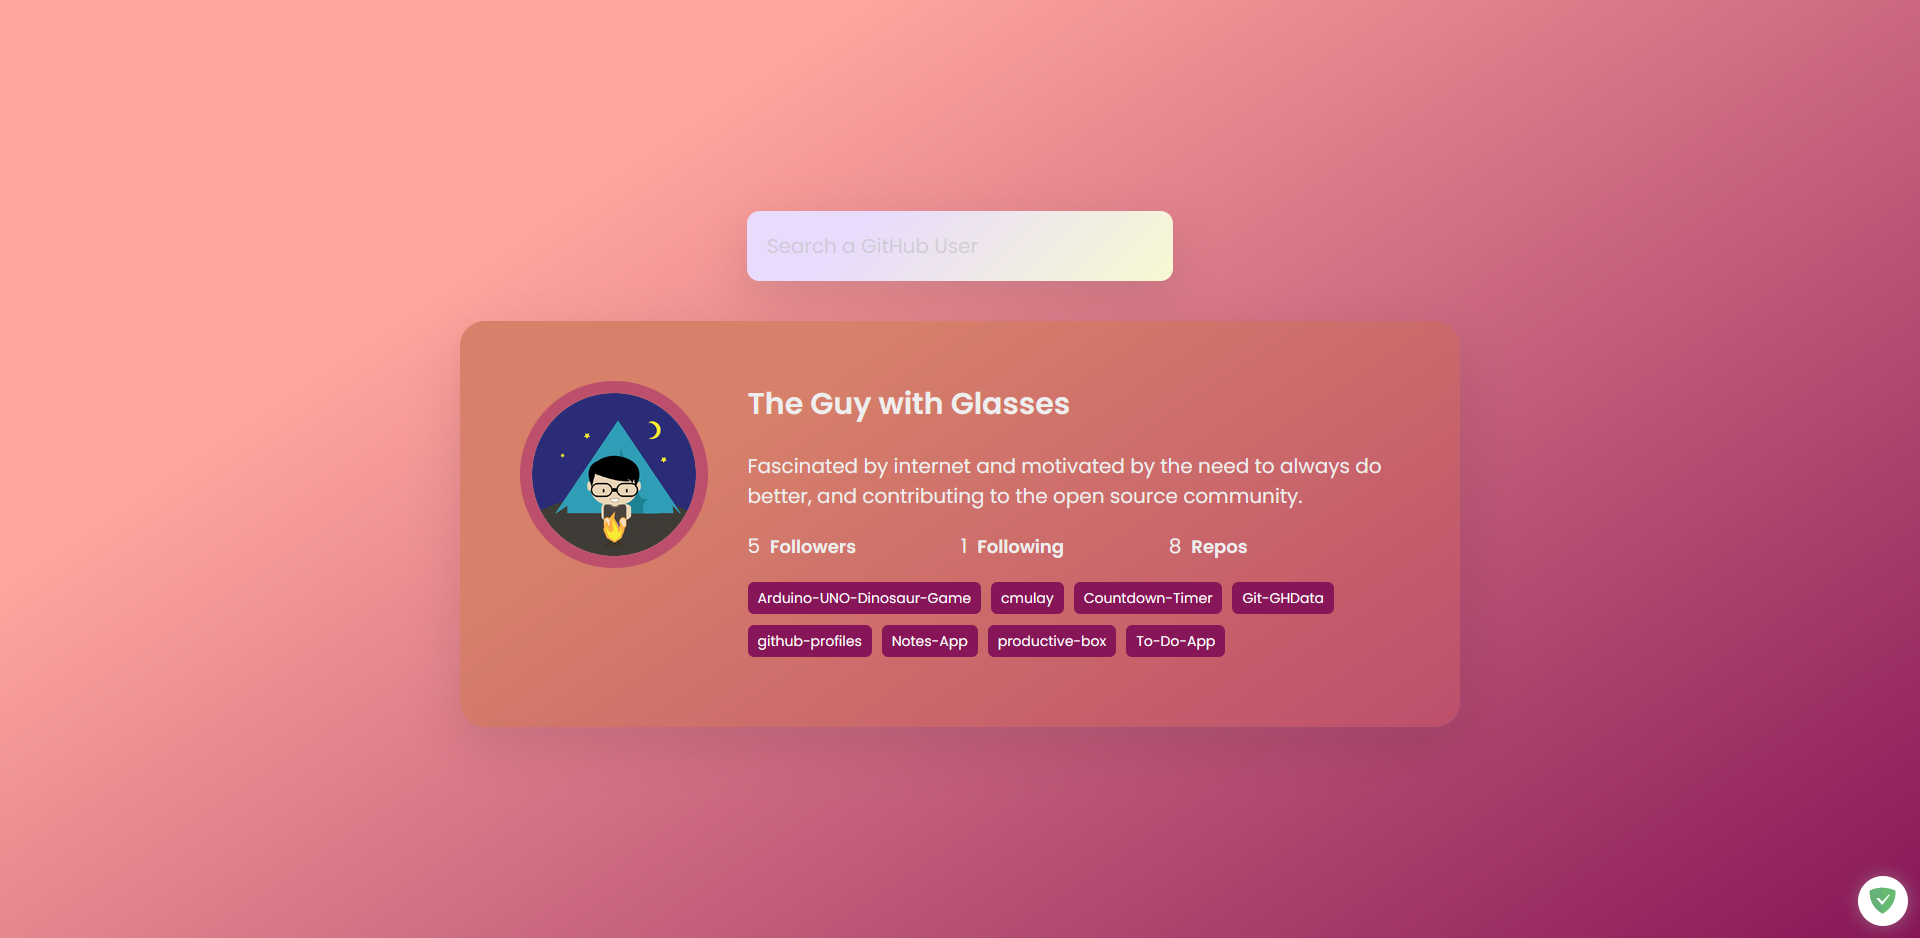 Search a GitHub User
The Guy with Glasses
Fascinated by internet and motivated by the need to always do
better, and contributing to the open source community.
5 Followers 1 Following 8 Repos
Arduino-UNO-Dinosaur-Game cmulay Countdown-Timer Git-GHData
github-profiles Notes-App productive-box To-Do-App